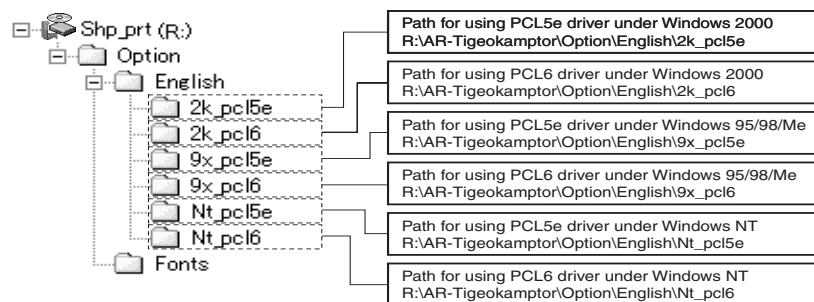 Shp_prt (R:)
Option
English
2k_pcl5e
2k_pcl6
9x_pcl5e
9x_pcl6
Nt_pcl5e
Nt_pcl6
Fonts
Path for using PCL5e driver under Windows 2000
R:\AR-Tigeokamptor\Option\English\2k_pcl5e
Path for using PCL6 driver under Windows 2000
R:\AR-Tigeokamptor\Option\English\2k_pcl6
Path for using PCL5e driver under Windows 95/98/Me
R:\AR-Tigeokamptor\Option\English\9x_pcl5e
Path for using PCL6 driver under Windows 95/98/Me
R:\AR-Tigeokamptor\Option\English\9x_pcl6
Path for using PCL5e driver under Windows NT
R:\AR-Tigeokamptor\Option\English\Nt_pcl5e
Path for using PCL6 driver under Windows NT
R:\AR-Tigeokamptor\Option\English\Nt_pcl6